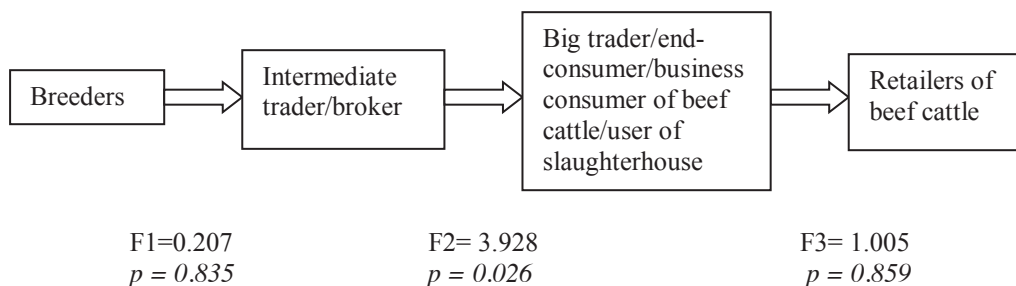 Breeders
Intermediate
trader/broker
Big trader/end-
consumer/business
consumer of beef
cattle/user of
slaughterhouse
Retailers of
beef cattle
F1=0.207
p = 0.835
F2= 3.928
p = 0.026
F3= 1.005
p = 0.859